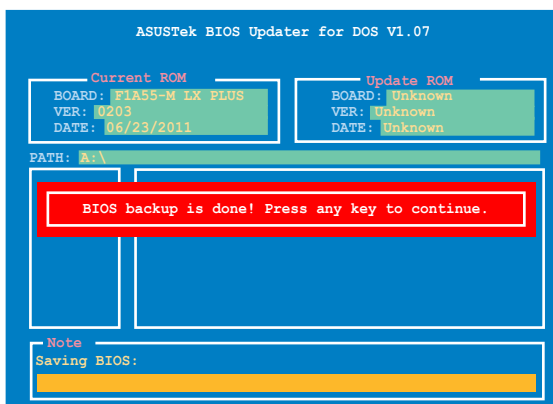 ASUSTek BIOS Updater for DOS V1.07
Current ROM
BOARD: F1A55-M LX PLUS
VER: 0203
DATE: 06/23/2011
Update ROM
BOARD: Unknown
VER: Unknown
DATE: Unknown
PATH: A:\
BIOS backup is done! Press any key to continue.
Note
Saving BIOS: